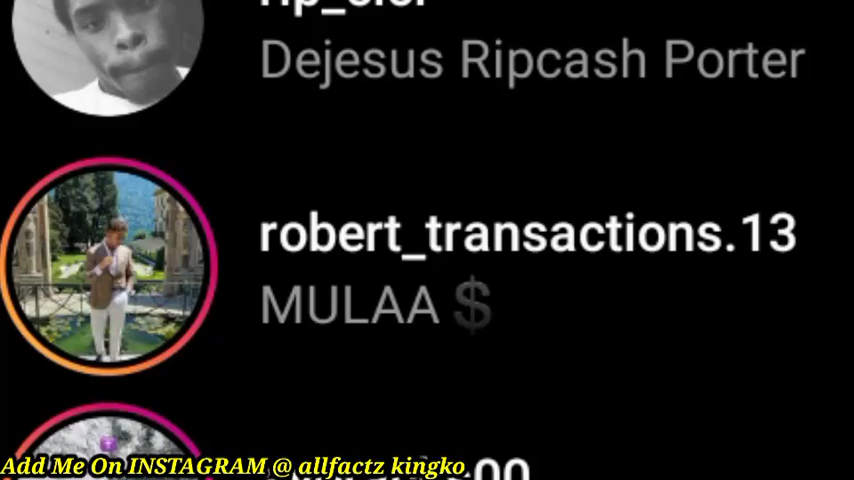 Dejesus Ripcash Porter
robert_transactions.13
MULAA $
Add Me On INSTAGRAM @ allfactz kingko